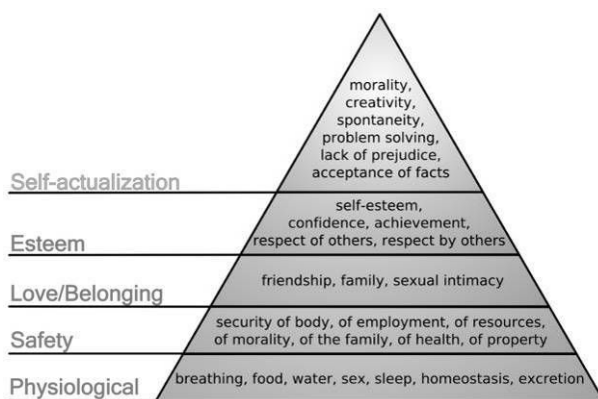 morality,
creativity,
spontaneity,
problem solving,
lack of prejudice,
acceptance of facts
Self-actualization
self-esteem,
confidence, achievement,
respect of others, respect by others
Esteem
friendship, family, sexual intimacy
Love/Belonging
security of body, of employment, of resources,
of morality, of the family, of health, of property
Safety
breathing, food, water, sex, sleep, homeostasis, excretion
Physiological